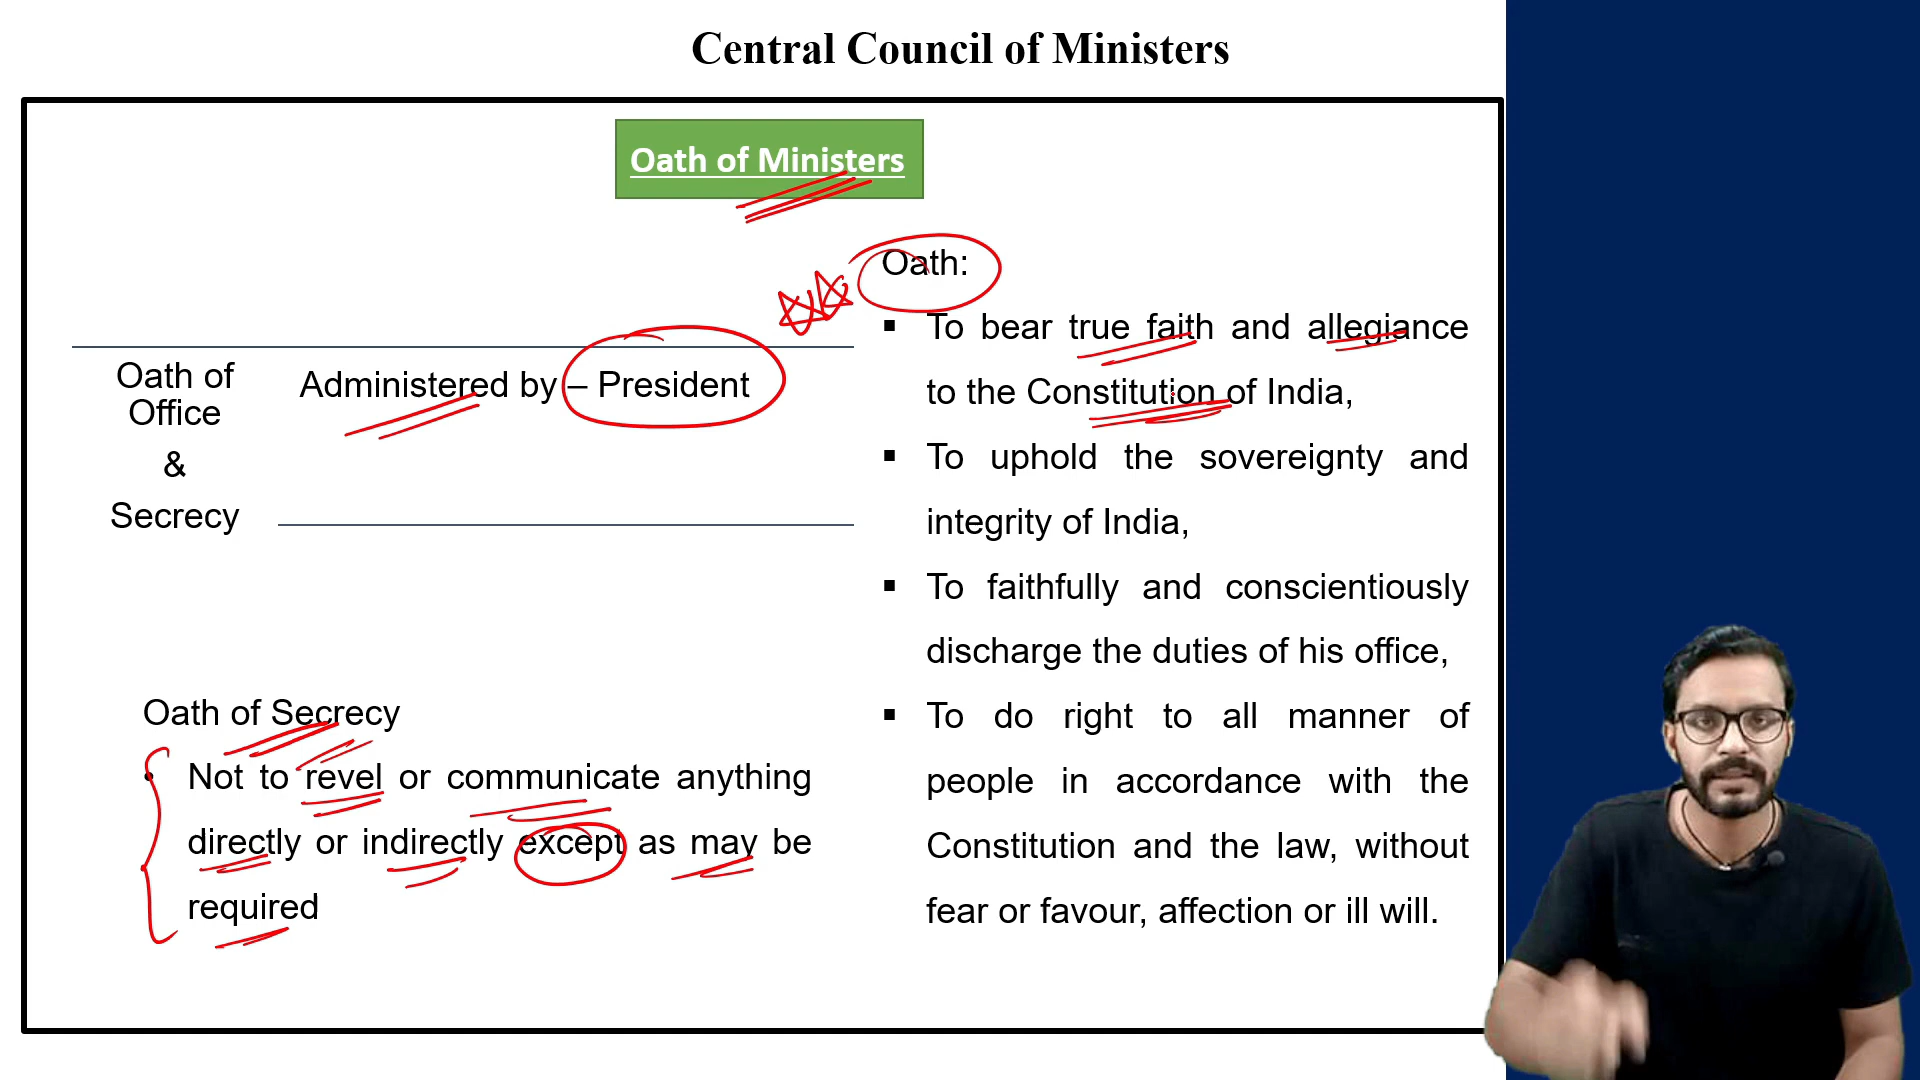 Central Council of Ministers
Oath of Ministers
Oath of
Office
&
Secrecy
Administered by – President
Oath of Secrecy
• Not to revel or communicate anything
directly or indirectly except as may be
required
Oath:
▪ To bear true faith and allegiance
to the Constitution of India,
▪ To uphold the sovereignty and
integrity of India,
▪ To faithfully and conscientiously
discharge the duties of his office,
▪ To do right to all manner of
people in accordance with the
Constitution and the law, without
fear or favour, affection or ill will.